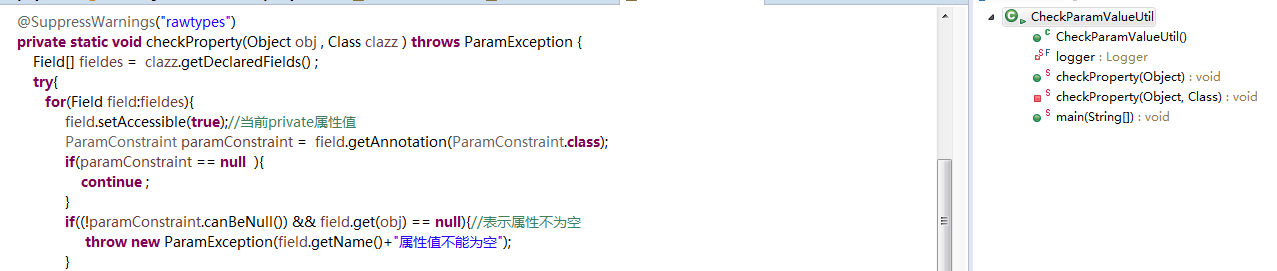 @SuppressWarnings("rawtypes")
private static void checkProperty(Object obj , Class clazz ) throws ParamException {
Field[] fieldes = clazz.getDeclaredFields() ;
try{
for(Field field:fieldes){
field.setAccessible(true);//当前private属性值
ParamConstraint paramConstraint = field.getAnnotation(ParamConstraint.class);
if(paramConstraint == null ){
continue ;
}
if((!paramConstraint.canBeNull()) && field.get(obj) == null){//表示属性不为空
throw new ParamException(field.getName()+"属性值不能为空");
}
CheckParamValueUtil
CheckParamValueUtil()
logger : Logger
checkProperty(Object) : void
checkProperty(Object, Class) : void
main(String[]) : void